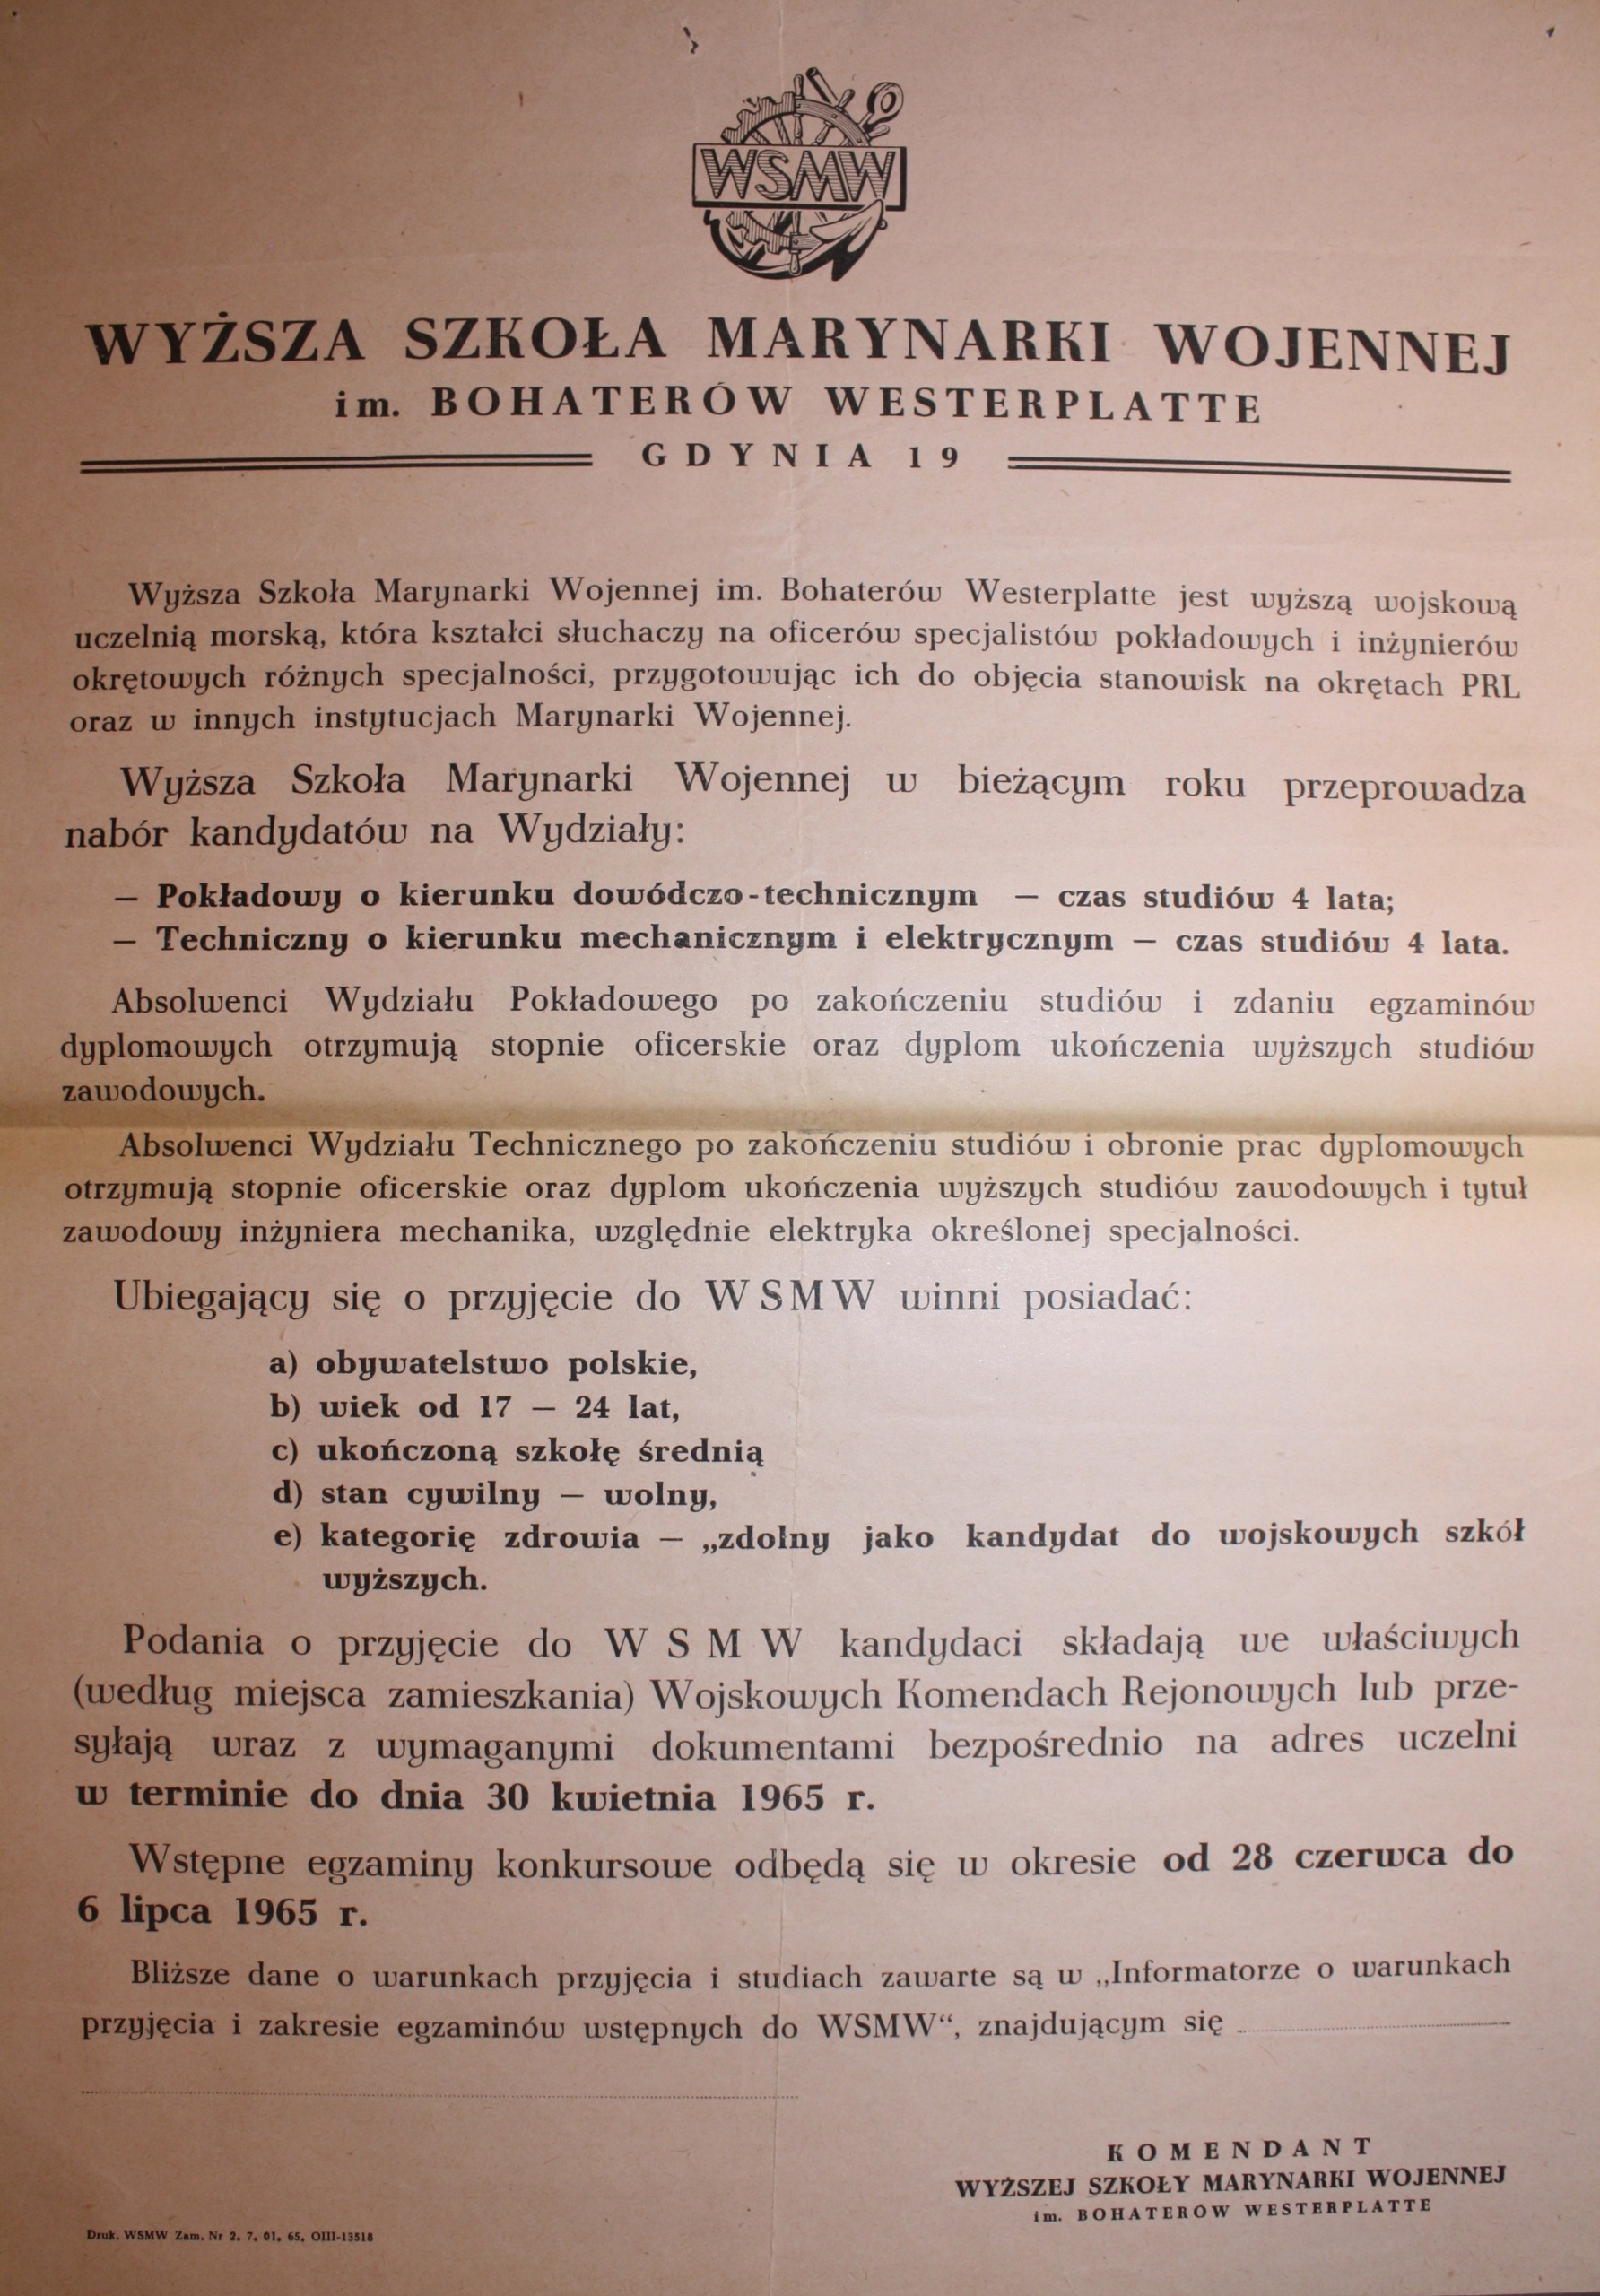 WSMW
WYŻSZA SZKOŁA MARYNARKI WOJENNEJ
im. BOHATERÓW WESTERPLATTE
GDYNIA 19
Wyższa Szkoła Marynarki Wojennej im. Bohaterów Westerplatte jest wyższą wojskową
uczelnią morską, która kształci słuchaczy na oficerów specjalistów pokładowych i inżynierów
okrętowych różnych specjalności, przygotowując ich do objęcia stanowisk na okrętach PRL
oraz w innych instytucjach Marynarki Wojennej.
Wyższa Szkoła Marynarki Wojennej w bieżącym roku przeprowadza
nabór kandydatów na Wydziały:
— Pokładowy o kierunku dowódczo-technicznym — czas studiów 4 lata;
— Techniczny o kierunku mechanicznym i elektrycznym — czas studiów 4 lata.
Absolwenci Wydziału Pokładowego po zakończeniu studiów i zdaniu egzaminów
dyplomowych otrzymują stopnie oficerskie oraz dyplom ukończenia wyższych studiów
zawodowych.
Absolwenci Wydziału Technicznego po zakończeniu studiów i obronie prac dyplomowych
otrzymują stopnie oficerskie oraz dyplom ukończenia wyższych studiów zawodowych i tytuł
zawodowy inżyniera mechanika, względnie elektryka określonej specjalności.
Ubiegający się o przyjęcie do WSMW winni posiadać:
a) obywatelstwo polskie,
b) wiek od 17 — 24 lat,
c) ukończoną szkołę średnią
d) stan cywilny — wolny,
e) kategorię zdrowia — „zdolny jako kandydat do wojskowych szkół
wyższych.
Podania o przyjęcie do W S M W kandydaci składają we właściwych
(według miejsca zamieszkania) Wojskowych Komendach Rejonowych lub prze-
syłają wraz z wymaganymi dokumentami bezpośrednio na adres uczelni
w terminie do dnia 30 kwietnia 1965 r.
Wstępne egzaminy konkursowe odbędą się w okresie od 28 czerwca do
6 lipca 1965 r.
Bliższe dane o warunkach przyjęcia i studiach zawarte są w „Informatorze o warunkach
przyjęcia i zakresie egzaminów wstępnych do WSMW“, znajdującym się
KOMENDANT
WYŻSZEJ SZKOŁY MARYNARKI WOJENNEJ
im. BOHATERÓW WESTERPLATTE
Druk. WSMW Zam. Nr 2. 7. 01. 65. OIII-13518